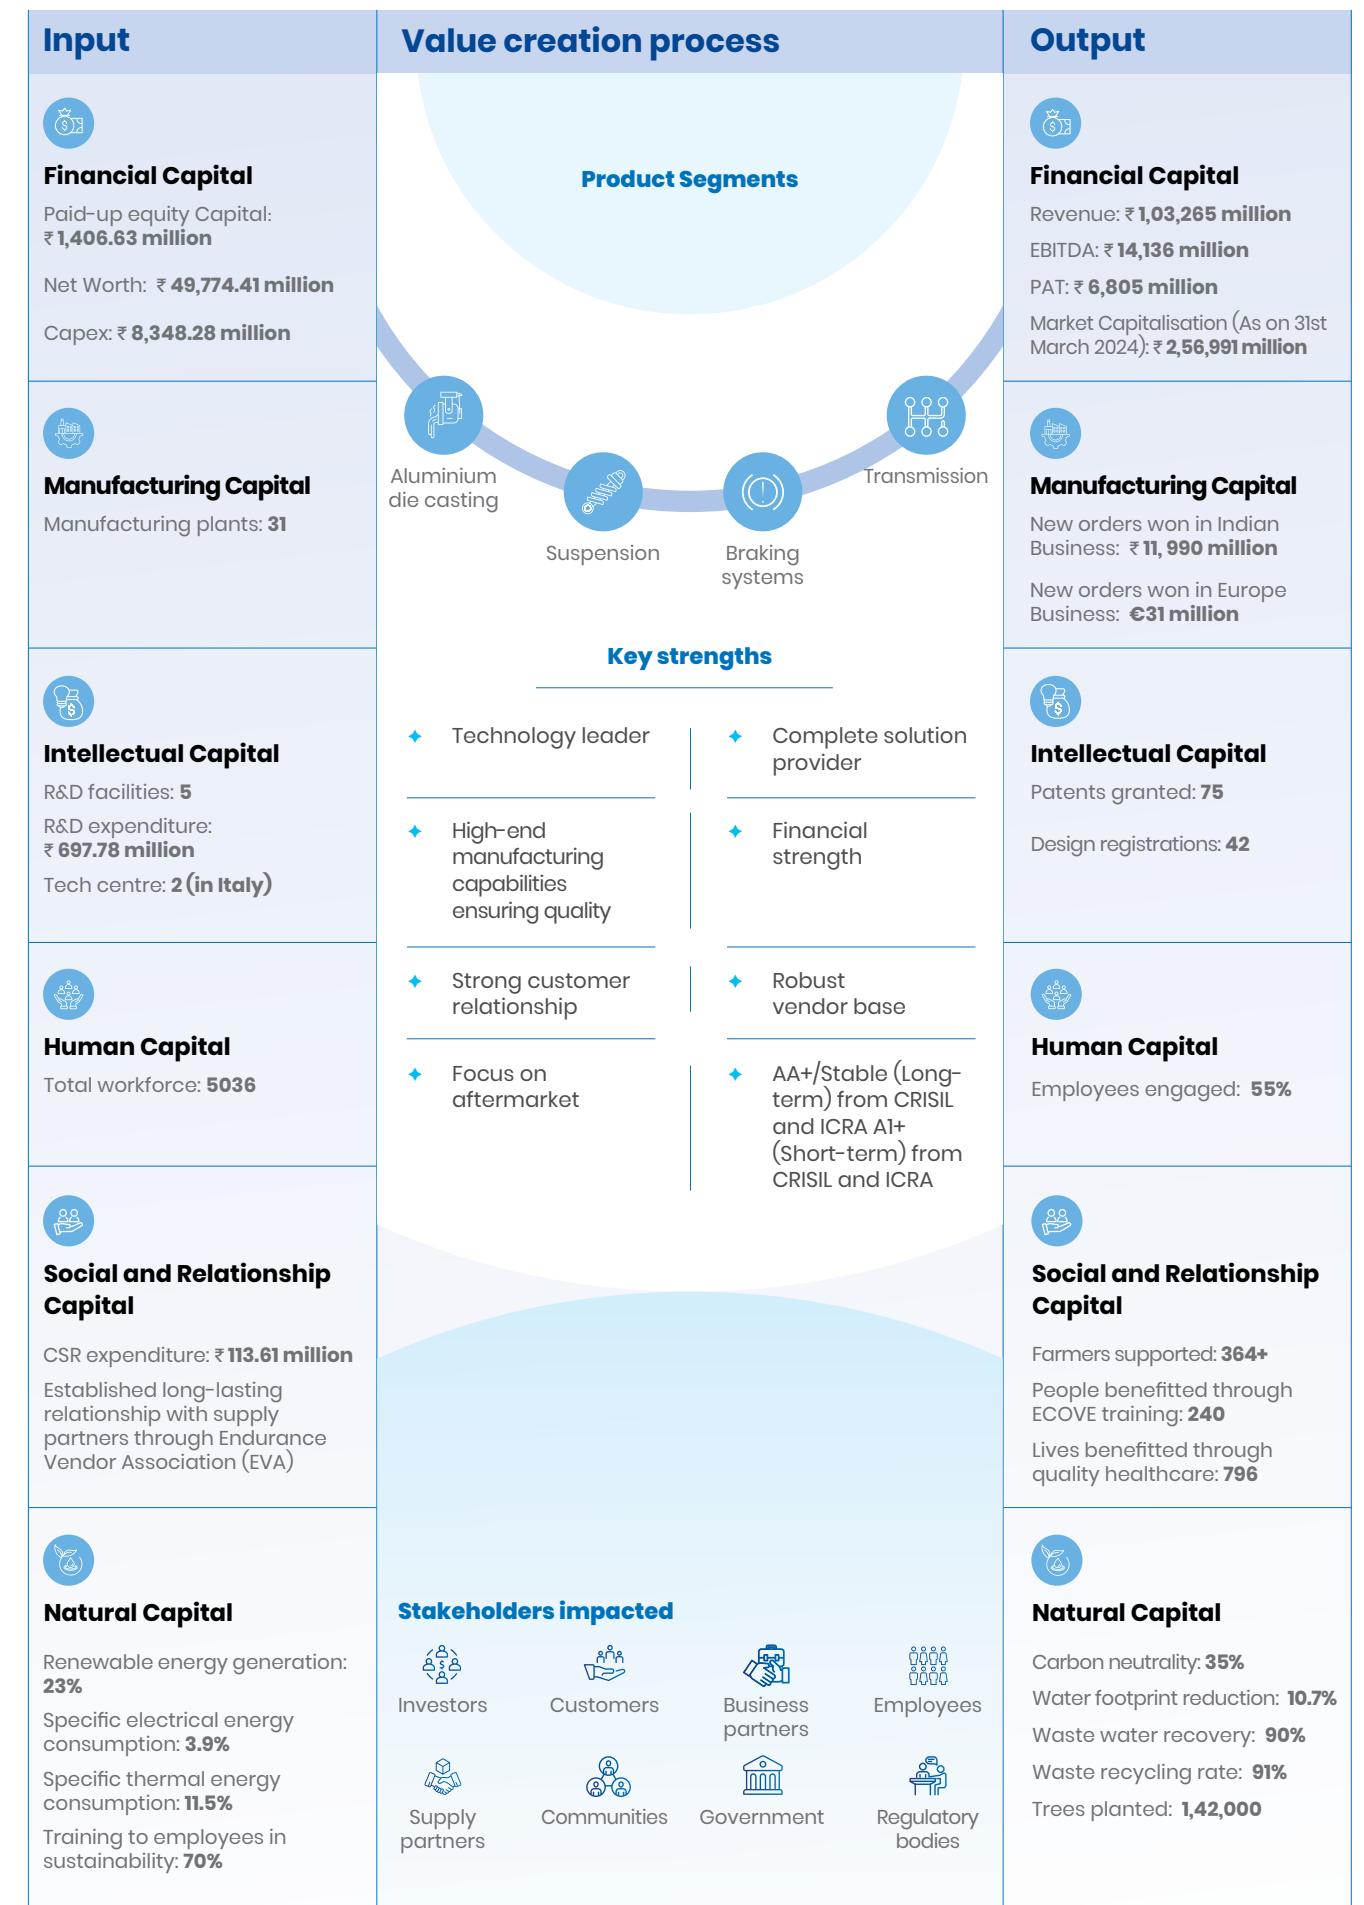 Input
Financial Capital
Paid-up equity Capital:
₹ 1,406.63 million
Net Worth: ₹ 49,774.41 million
Capex: ₹ 8,348.28 million
Manufacturing Capital
Manufacturing plants: 31
Intellectual Capital
R&D facilities: 5
R&D expenditure:
₹ 697.78 million
Tech centre: 2 (in Italy)
Human Capital
Total workforce: 5036
Social and Relationship
Capital
CSR expenditure: ₹ 113.61 million
Established long-lasting
relationship with supply
partners through Endurance
Vendor Association (EVA)
Natural Capital
Renewable energy generation:
23%
Specific electrical energy
consumption: 3.9%
Specific thermal energy
consumption: 11.5%
Training to employees in
sustainability: 70%
Value creation process
Product Segments
Aluminium
die casting
Suspension
Braking
systems
Transmission
Key strengths
Technology leader
Complete solution
provider
High-end
manufacturing
capabilities
ensuring quality
Financial
strength
Strong customer
relationship
Robust
vendor base
Focus on
aftermarket
AA+/Stable (Long-
term) from CRISIL
and ICRA A1+
(Short-term) from
CRISIL and ICRA
Stakeholders impacted
Investors
Customers
Business
partners
Employees
Supply
partners
Communities
Government
Regulatory
bodies
Output
Financial Capital
Revenue: ₹ 1,03,265 million
EBITDA: ₹ 14,136 million
PAT: ₹ 6,805 million
Market Capitalisation (As on 31st
March 2024): ₹ 2,56,991 million
Manufacturing Capital
New orders won in Indian
Business: ₹ 11, 990 million
New orders won in Europe
Business: €31 million
Intellectual Capital
Patents granted: 75
Design registrations: 42
Human Capital
Employees engaged: 55%
Social and Relationship
Capital
Farmers supported: 364+
People benefitted through
ECOVE training: 240
Lives benefitted through
quality healthcare: 796
Natural Capital
Carbon neutrality: 35%
Water footprint reduction: 10.7%
Waste water recovery: 90%
Waste recycling rate: 91%
Trees planted: 1,42,000